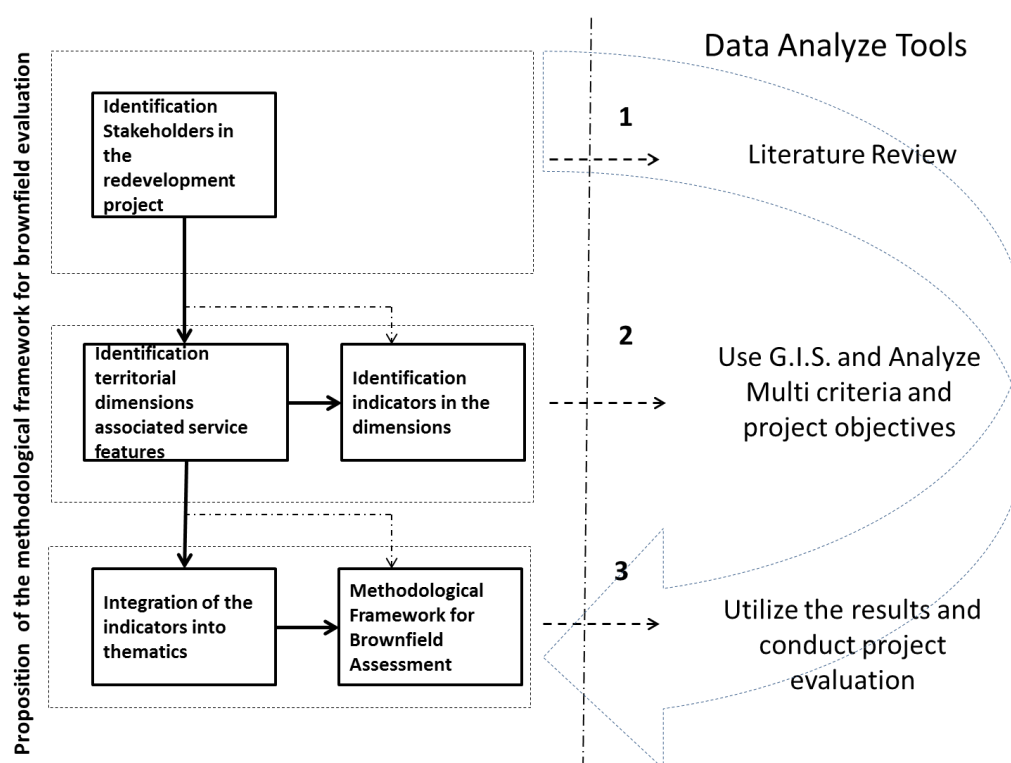 Proposition of the methodological framework for brownfield evaluation
Data Analyze Tools
Identification
Stakeholders in
the
redevelopment
project
1
Literature Review
Identification
territorial
dimensions
associated service
features
Identification
indicators in the
dimensions
2
Use G.I.S. and Analyze
Multi criteria and
project objectives
Integration of the
indicators into
thematics
Methodological
Framework for
Brownfield
Assessment
3
Utilize the results and
conduct project
evaluation